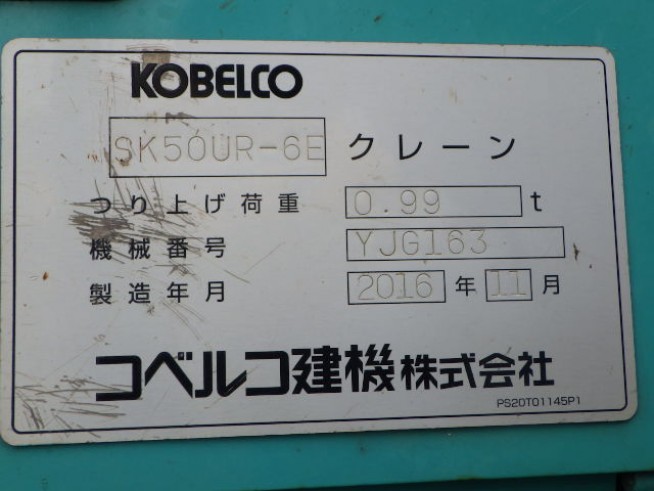 KOBELCO
SK50UR-6E クレーン
つり上げ荷重 0.99 t
機械番号 YJG163
製造年月 2016 年 11 月
コベルコ建機株式会社
PS20T01145P1